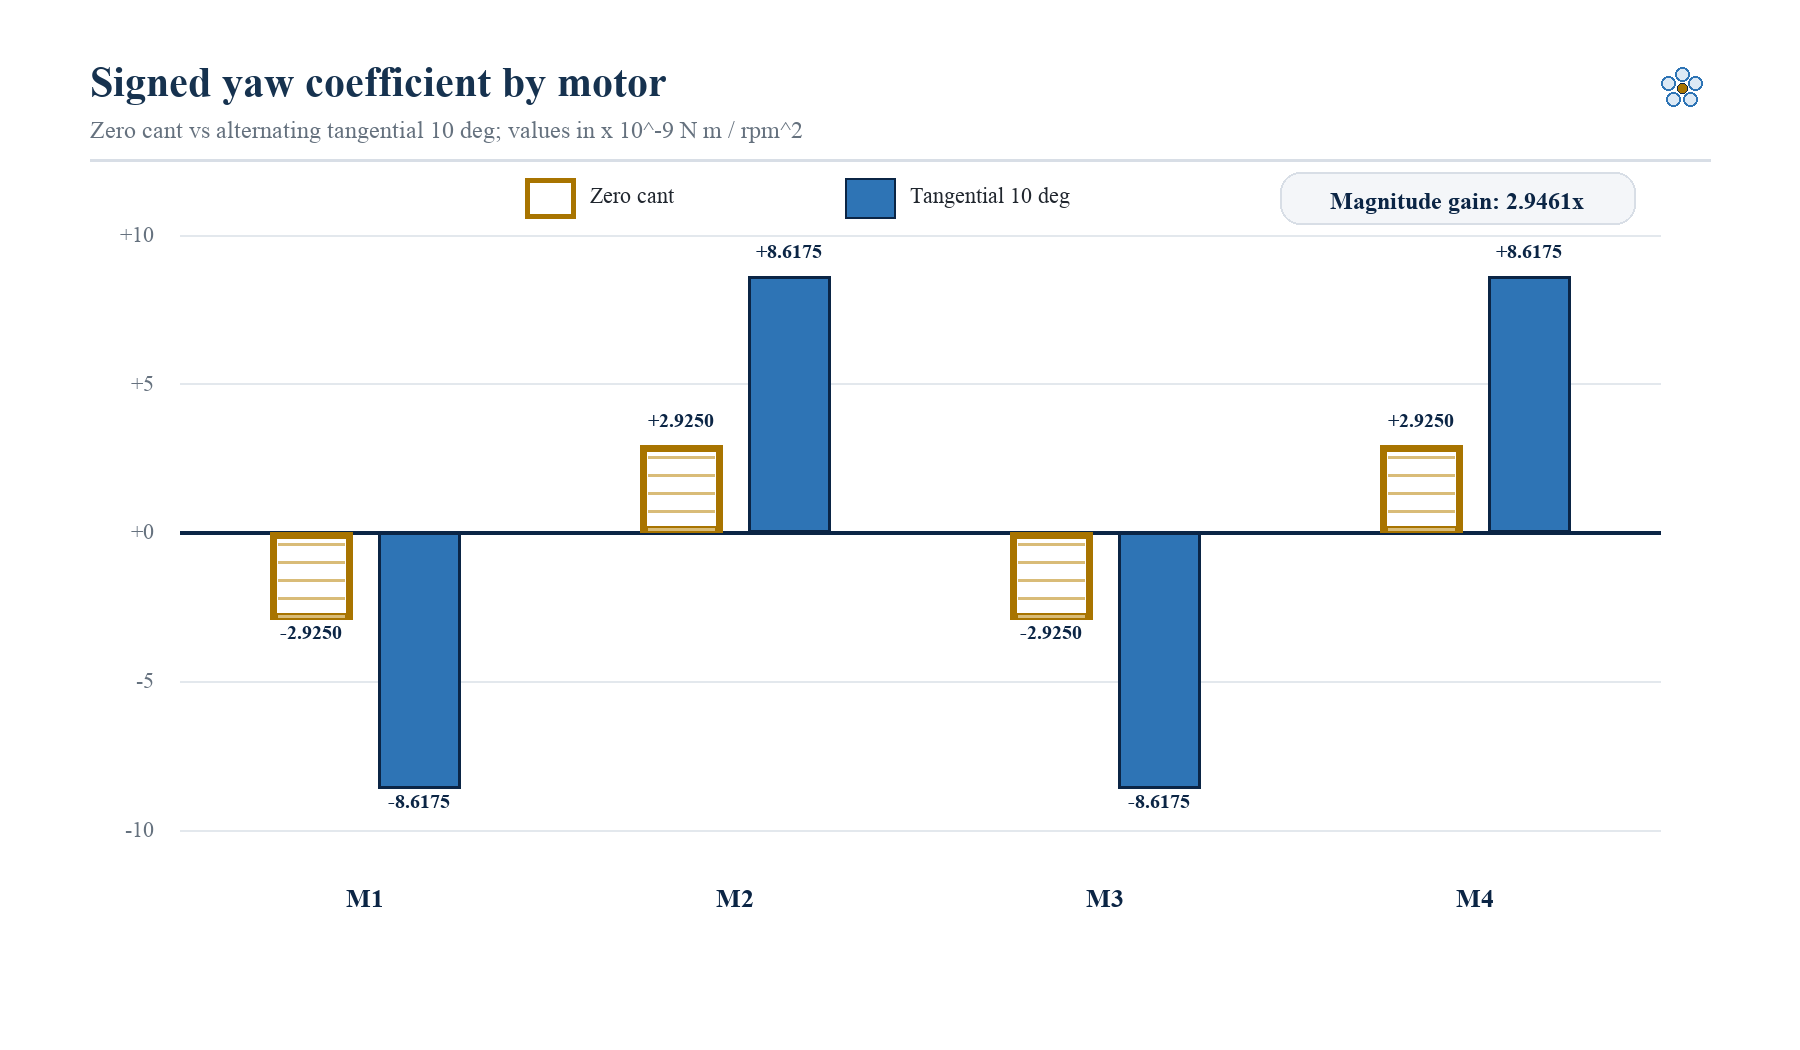 Signed yaw coefficient by motor
Zero cant vs alternating tangential 10 deg; values in x 10^-9 N m / rpm^2
Zero cant
Tangential 10 deg
Magnitude gain: 2.9461x
+10
+8.6175
+8.6175
+5
+2.9250
+2.9250
+0
-2.9250
-2.9250
-5
-8.6175
-8.6175
-10
M1
M2
M3
M4